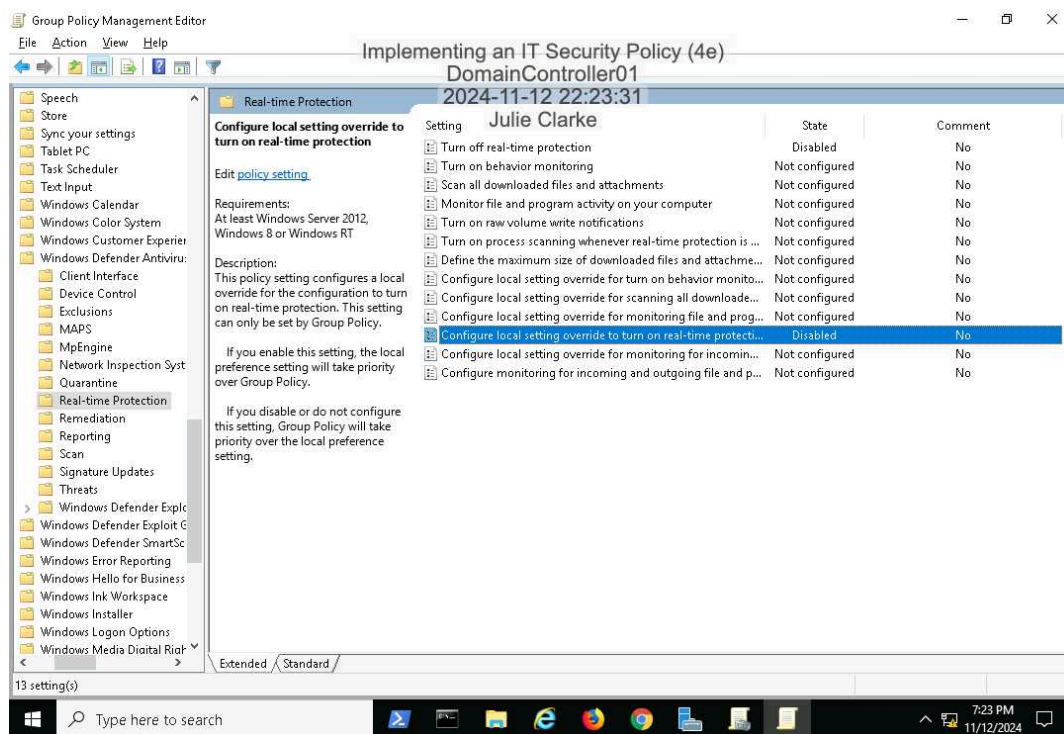 Group Policy Management Editor
File Action View Help
Implementing an IT Security Policy (4e)
DomainController01
2024-11-12 22:23:31
Julie Clarke
Speech
Store
Sync your settings
Tablet PC
Task Scheduler
Text Input
Windows Calendar
Windows Color System
Windows Customer Experier
Windows Defender Antiviru:
Client Interface
Device Control
Exclusions
MAPS
MpEngine
Network Inspection Syst
Quarantine
Real-time Protection
Remediation
Reporting
Scan
Signature Updates
Threats
Windows Defender Explc
Windows Defender Exploit G
Windows Defender SmartSc
Windows Error Reporting
Windows Hello for Business
Windows Ink Workspace
Windows Installer
Windows Logon Options
Windows Media Digital Righ
Real-time Protection
Configure local setting override to
turn on real-time protection
Edit policy setting
Requirements:
At least Windows Server 2012,
Windows 8 or Windows RT
Description:
This policy setting configures a local
override for the configuration to turn
on real-time protection. This setting
can only be set by Group Policy.
If you enable this setting, the local
preference setting will take priority
over Group Policy.
If you disable or do not configure
this setting, Group Policy will take
priority over the local preference
setting.
Setting State Comment
Turn off real-time protection Disabled No
Turn on behavior monitoring Not configured No
Scan all downloaded files and attachments Not configured No
Monitor file and program activity on your computer Not configured No
Turn on raw volume write notifications Not configured No
Turn on process scanning whenever real-time protection is ... Not configured No
Define the maximum size of downloaded files and attachme... Not configured No
Configure local setting override for turn on behavior monito... Not configured No
Configure local setting override for scanning all downloade... Not configured No
Configure local setting override for monitoring file and prog... Not configured No
Configure local setting override to turn on real-time protecti... Disabled No
Configure local setting override for monitoring for incomin... Not configured No
Configure monitoring for incoming and outgoing file and p... Not configured No
Extended Standard
13 setting(s)
Type here to search
7:23 PM
11/12/2024